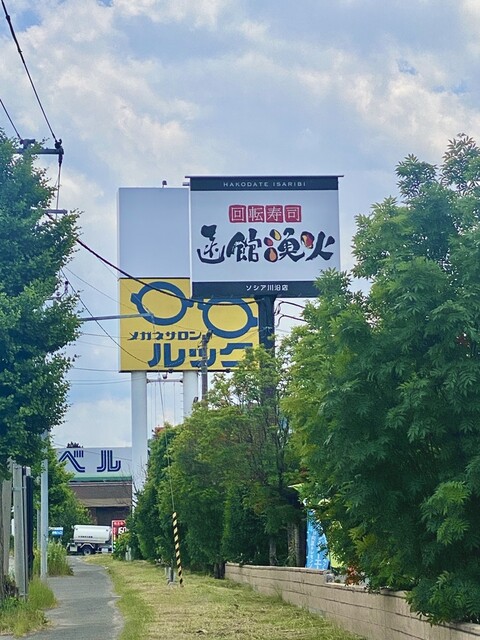 HAKODATE ISARIBI
回転寿司
函館漁火
ソシア川沿店
メガネサロン
ルック
ベル